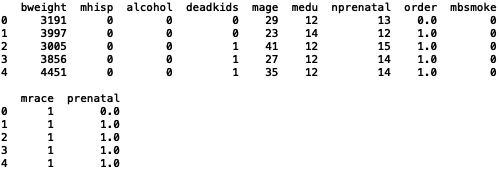 bweight mhisp alcohol deadkids mage medu nprenatal order mbsmoke
0 3191 0 0 0 29 12 13 0.0 0
1 3997 0 0 0 23 14 12 1.0 0
2 3005 0 0 1 41 12 15 1.0 0
3 3856 0 0 1 27 12 14 1.0 0
4 4451 0 0 1 35 12 14 1.0 0
mrace prenatal
0 1 0.0
1 1 1.0
2 1 1.0
3 1 1.0
4 1 1.0